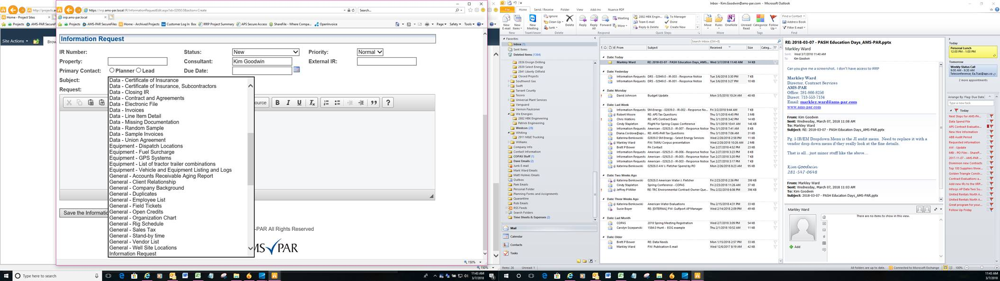 http://projects.ar
https://irrp.ams-par.local/IR/InformationRequestEdit.aspx?id=02950.0&action=Create
Search...
Home - Project Sites
irrp.ams-par.local
Projects
AMS-PAR SecureF
Projects
AMS-PAR SecureFiles
Home - Archived Projects
Customer Log In
Box
IRRP Project Summary
APS Secure Access
ShareFile - Where Compa...
OpenInvoice
Page
Safety
Tools
Site Actions
Brow
Information Request
IR Number:
Status:
New
Priority:
Normal
Property:
Consultant:
Kim Goodwin
External IR:
Primary Contact:
Planner
Lead
Due Date:
Subject:
Request:
Data - Certificate of Insurance
Data - Certificate of Insurance, Subcontractors
Data - Closing IR
Data - Contract and Agreements
Data - Electronic File
Data - Invoices
Data - Line Item Detail
Data - Missing Documentation
Data - Random Sample
Data - Sample Invoices
Data - Union Agreement
Equipment - Dispatch Locations
Equipment - Fuel Surcharge
Equipment - GPS Systems
Equipment - List of tractor trailer combinations
Equipment - Vehicle and Equipment Listing and Logs
General - Accounts Receivable Aging Report
General - Client Relationship
General - Company Background
General - Duplicates
General - Employee List
General - Field Tickets
General - Open Credits
General - Organization Chart
General - Rig Schedule
General - Sales Tax
General - Stand-by time
General - Vendor List
General - Well Site Locations
Information Request
ource
B I U Tx
?
Save the Informatio
-PAR All Rights Reserved
MS PAR
150%
150%
Type here to search
11:43 AM
3/7/2018
Inbox - Kim.Goodwin@ams-par.com - Microsoft Outlook
File
Home
Send / Receive
Folder
View
Add-Ins
Nuance PDF
New E-mail
New Items
New
New Meeting
TeamViewer
Ignore
Clean Up
Junk
Delete
Delete
Reply
Reply All
Forward
Meeting
More
Respond
2882 HBK Engin...
Team E-mail
Reply & Delete
To Manager
Done
Create New
Quick Steps
Move
Rules
OneNote
Move
Unread/ Read
Categorize
Follow Up
Tags
Find a Contact
Address Book
Filter E-mail
Find
Favorites
Inbox (1)
Sent Items
Deleted Items (1364)
2836 Ensign Drilling
2839 Select Energy
2841 Liberty Oilfield
Closed Projects
Southwest Gas
Swift
Tarrant County
Tesoro
Universal Plant Services
Vanguard
Vernon Faulconer
We Energies
2882 HBK Engineering
Patrick Engineering
Westcon (28)
Whiting
2911 M&E Trucking
Williams
Company Info
Contact Information
COPAS Stuff (1)
Dave Emails (2)
Junk E-mail
Mark Ward Emails
Matt Holmes Emails
Outbox
Pam Emails
Personal Folder
Planning Forms and Assignments
Quarantine
Rob Emails
RSS Feeds
Search Folders
Time Sheets & Expenses (2)
Mail
Calendar
Contacts
Tasks
Items: 26
Unread: 1
Search Inbox (Ctrl+E)
From Subject Received Size Categ...
Date: Today
Markley Ward RE: 2018-03-07 - PASH Education Days_AMS... Wed 3/7/2018 11:40 AM 14 KB
Date: Yesterday
Information Requests DRS - 02949.0 - IR-003 - Response Notice Tue 3/6/2018 3:30 PM 7 KB
Information Requests DRS - 02949.0 - IR-001 - Response Notice Tue 3/6/2018 3:27 PM 7 KB
Date: Monday
David Johnson Budget Update Mon 3/5/2018 10:24 AM 48 KB
Date: Last Week
Information Requests SM-Energy - 02839.0 - IR-002 - Response No... Fri 3/2/2018 9:44 AM 7 KB
Robert Moore RE: APS Tax Questions Thu 3/1/2018 4:45 PM 3 MB
Chris Watkins RE: APS Contract Evals Thu 3/1/2018 3:42 PM 14 KB
Cindy Stapleton Flight for Spring Copas Conference Thu 3/1/2018 10:41 AM 146 KB
Information Requests American - 02925.0 - IR-007 - Response Notice Thu 3/1/2018 7:41 AM 8 KB
Diana.Cordova@aps... RE: AMS-PAR Tax Questions Thu 3/1/2018 7:06 AM 31 KB
Katerina Benkowski 02839.0 SM Energy - Select Energy Services Wed 2/28/2018 2:58 PM 11 KB
Markley Ward FW: TAMU Corpus presentation Wed 2/28/2018 10:26 AM 2 MB
Brett P Bower PA Contact Tue 2/27/2018 4:52 PM 23 KB
Information Requests American - 02925.0 - IR-006 - Response Notice Tue 2/27/2018 3:23 PM 8 KB
Information Requests American - 02925.0 - IR-005 - Response Notice Tue 2/27/2018 3:20 PM 7 KB
Information Requests American - 02925.0 - IR-003 - Response Notice Tue 2/27/2018 3:17 PM 8 KB
Katerina Benkowski 02928.0 AW J. Fletcher Spend by PO Mon 2/26/2018 8:23 AM 95 KB
Date: Two Weeks Ago
Katerina Benkowski 02928.0 American Water J. Fletcher Fri 2/23/2018 2:36 PM 399 KB
Cindy Stapleton Spring Conference - COPAS Fri 2/23/2018 11:26 AM 37 KB
Jeffrey P Miller RE: TRC Environmental Contract Owner Que... Thu 2/22/2018 6:06 PM 396 KB
Date: Three Weeks Ago
Katerina Benkowski American Water Evaluations Thu 2/15/2018 4:31 PM 33 KB
Susie Boyer RE: [EXTERNAL] FW: Gulfport AP Manager Wed 2/14/2018 2:09 PM 49 KB
Date: Last Month
COPAS 2018 Spring Meeting Registration Wed 2/7/2018 3:09 PM 54 KB
Carolyn Sczepanski 1584.0 Hunt - EOG example Thu 2/1/2018 10:52 AM 11 KB
Date: Older
Brett P Bower RE: Data Needs Mon 1/15/2018 2:57 PM 33 KB
Markley Ward FW: Publication E-mail Wed 12/6/2017 8:19 AM 42 KB
RE: 2018-03-07 - PASH Education Days_AMS-PAR.pptx
Markley Ward
Sent: Wed 3/7/2018 11:40 AM
To: Kim Goodwin
Can you give me a screenshot. I don't have access to IRRP
Markley Ward
Director, Contract Services
AMS-PAR
Office: 281-866-8256
Direct: 713-553-7134
Email: markley.ward@ams-par.com
www.ams-par.com
From: Kim Goodwin
Sent: Wednesday, March 07, 2018 11:08 AM
To: Markley Ward
Subject: RE: 2018-03-07 - PASH Education Days_AMS-PAR.pptx
Pg. 5 IR/EM Dropdown Menu is the JI audit menu. Need to replace it with a
vendor drop down menu if they really look at the fine details.
That is all...just minor stuff like the above...
Kim Goodwin
281-547-0648
From: Markley Ward
Sent: Wednesday, March 07, 2018 11:03 AM
To: Kim Goodwin
Subject: 2018-03-07 - PASH Education Days_AMS-PAR.pptx
Markley Ward
There are no items to show in this view.
Add
Today
Personal Lunch
12:00 PM - 1:00 PM
Tomorrow
Weekly Status Call
9:00 AM - 9:30 AM
Teleconference; Ea.Tsai@aps.co
2 more appointments
Arrange By: Flag: Due Date
Type a new task
Today
Next Steps for AMS-PA...
Data Spend File
APS Contract Evaluatio...
New Hire Information
ABB Audit Period
Requested information
AW - Update
MBI - PO Files - ShareP...
2017-11-07 - AMS-PAR ...
Dominion new Contracts
Top 100 Suppliers three...
Golden Triangle Constr...
Contract Evaluations a...
Add new IRs to the IRRP...
Infosys AP Data Two Su...
United Rentals North A...
United Rentals North A...
Great program for your...
Follow Up Friday
All folders are up to date.
Connected to Microsoft Exchange
100%
11:43 AM
3/7/2018